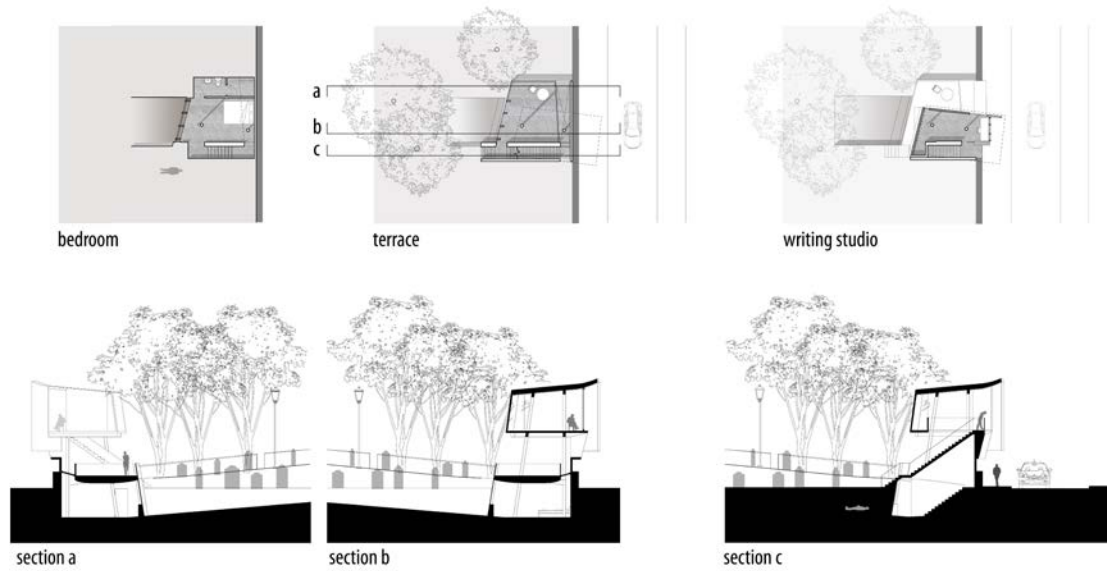 a
b
c
bedroom
terrace
writing studio
section a
section b
section c